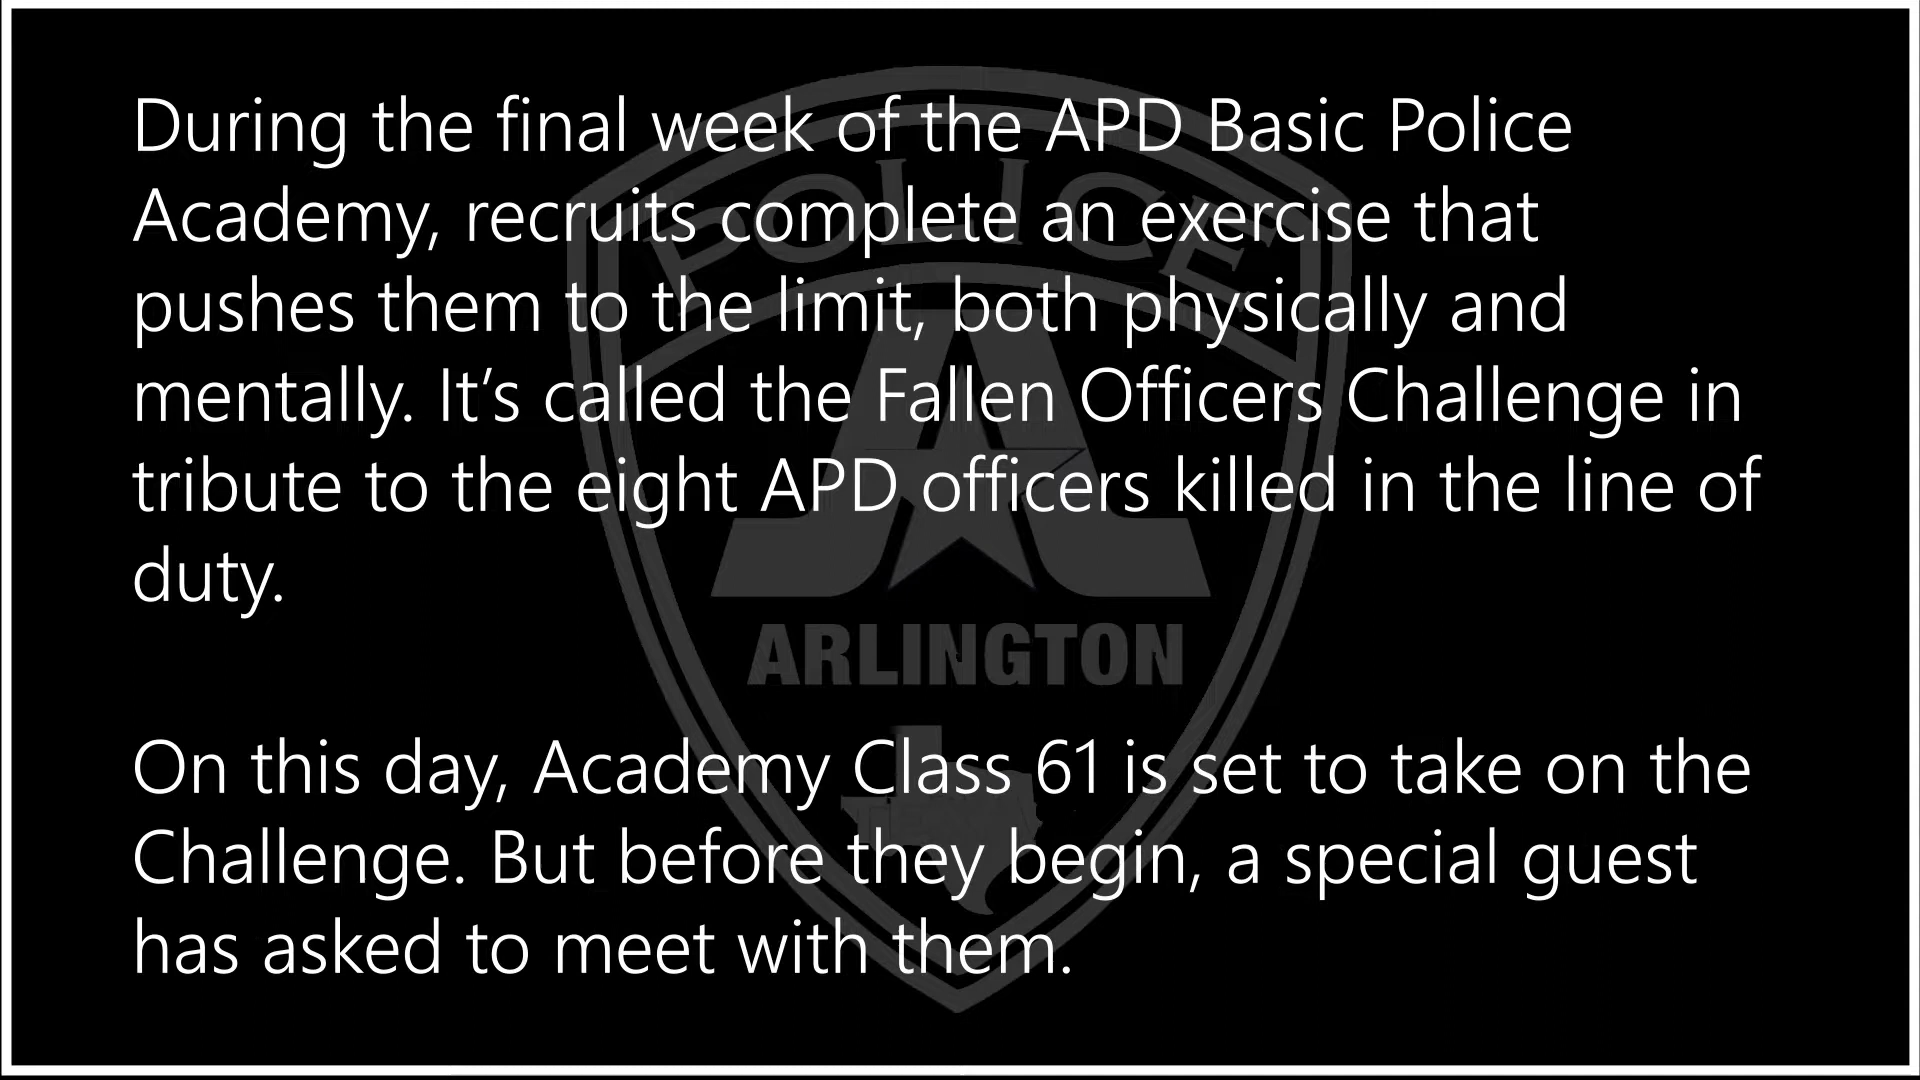 During the final week of the APD Basic Police
Academy, recruits complete an exercise that
pushes them to the limit, both physically and
mentally. It’s called the Fallen Officers Challenge in
tribute to the eight APD officers killed in the line of
duty.
On this day, Academy Class 61 is set to take on the
Challenge. But before they begin, a special guest
has asked to meet with them.
POLICE
ARLINGTON
TEXAS